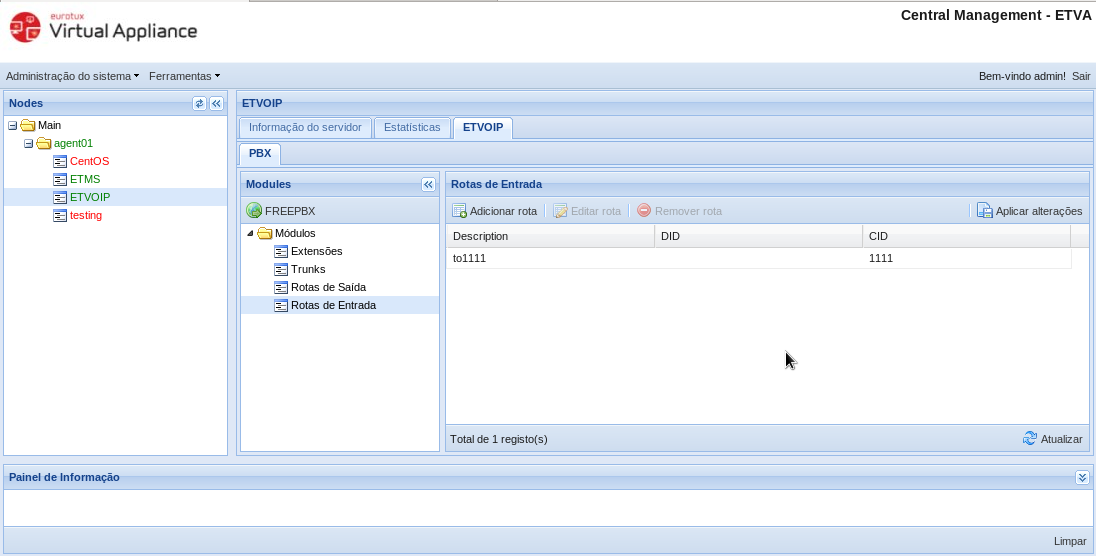 eurotux
Virtual Appliance
Central Management - ETVA
Administração do sistema Ferramentas Bem-vindo admin! Sair
Nodes
Main
agent01
CentOS
ETMS
ETVOIP
testing
ETVOIP
Informação do servidor Estatísticas ETVOIP
PBX
Modules
FREEPBX
Módulos
Extensões
Trunks
Rotas de Saída
Rotas de Entrada
Rotas de Entrada
Adicionar rota Editar rota Remover rota Aplicar alterações
Description DID CID
to1111 1111
Total de 1 registo(s) Atualizar
Painel de Informação
Limpar